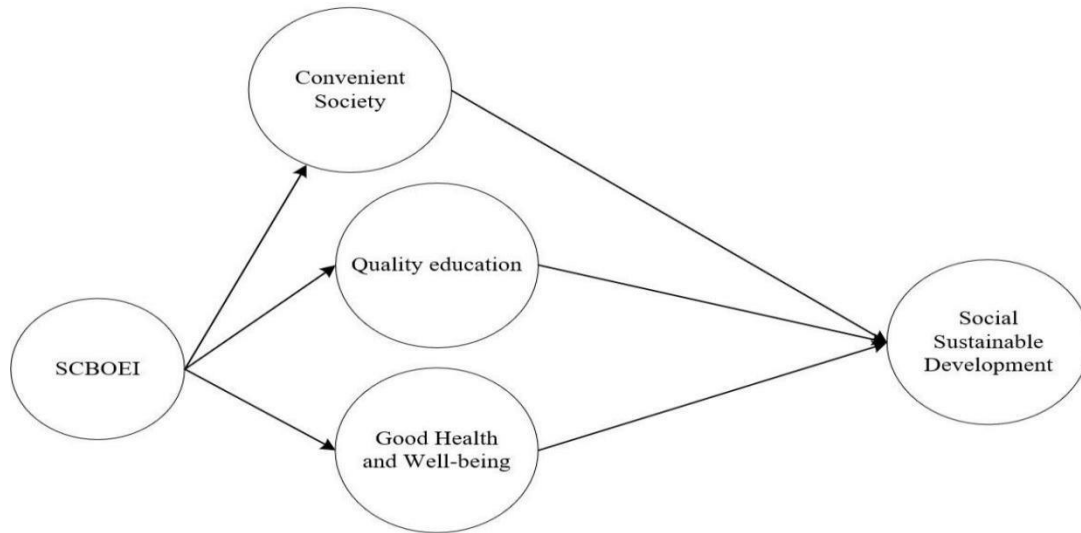 Convenient
Society
Quality education
SCBOEI
Good Health
and Well-being
Social
Sustainable
Development